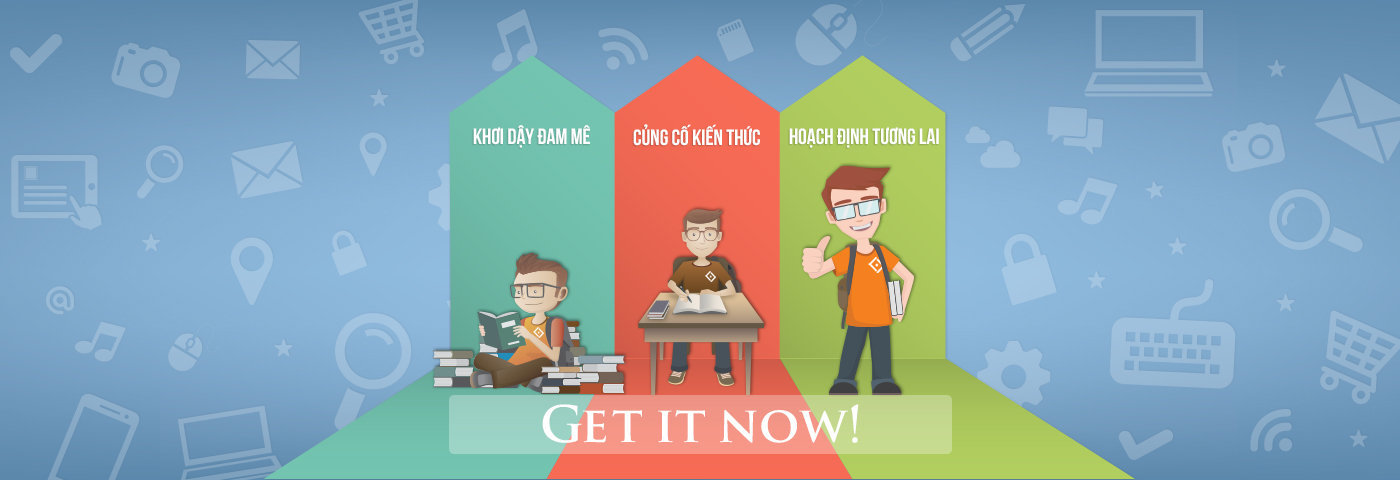 KHƠI DẬY ĐAM MÊ
CỦNG CỐ KIẾN THỨC
HOẠCH ĐỊNH TƯƠNG LAI
GET IT NOW!